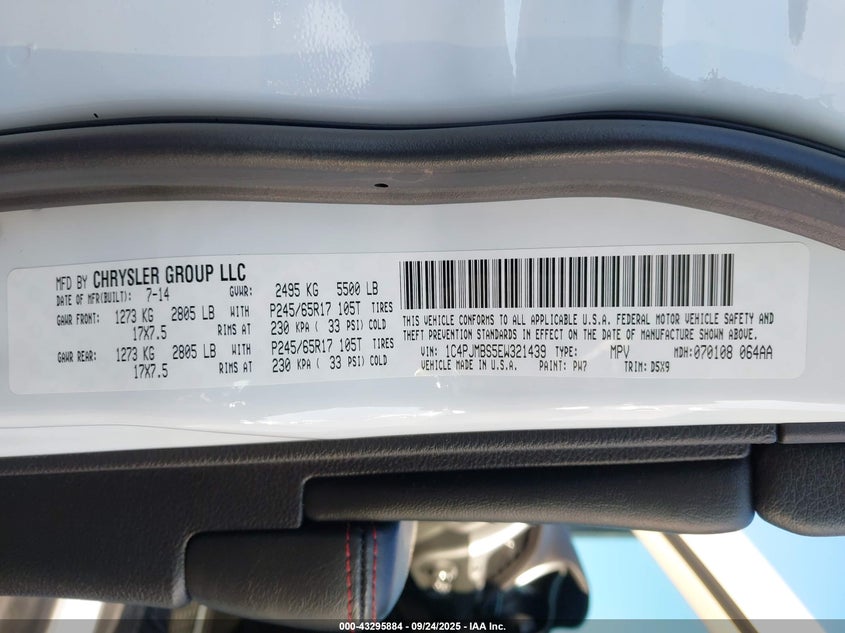 MFD BY CHRYSLER GROUP LLC
DATE OF MFR(BUILT): 7-14 GVWR: 2495 KG 5500 LB
GAWR FRONT: 1273 KG 2805 LB WITH P245/65R17 105T TIRES
17X7.5 RIMS AT 230 KPA ( 33 PSI) COLD
GAWR REAR: 1273 KG 2805 LB WITH P245/65R17 105T TIRES
17X7.5 RIMS AT 230 KPA ( 33 PSI) COLD
THIS VEHICLE CONFORMS TO ALL APPLICABLE U.S.A. FEDERAL MOTOR VEHICLE SAFETY AND
THEFT PREVENTION STANDARDS IN EFFECT ON THE DATE OF MANUFACTURE SHOWN ABOVE.
VIN: 1C4PJMBS5EW321439 TYPE: MPV MDH: 070108 064AA
VEHICLE MADE IN U.S.A. PAINT: PW7 TRIM: D5X9
000-43295884 - 09/24/2025 - IAA Inc.